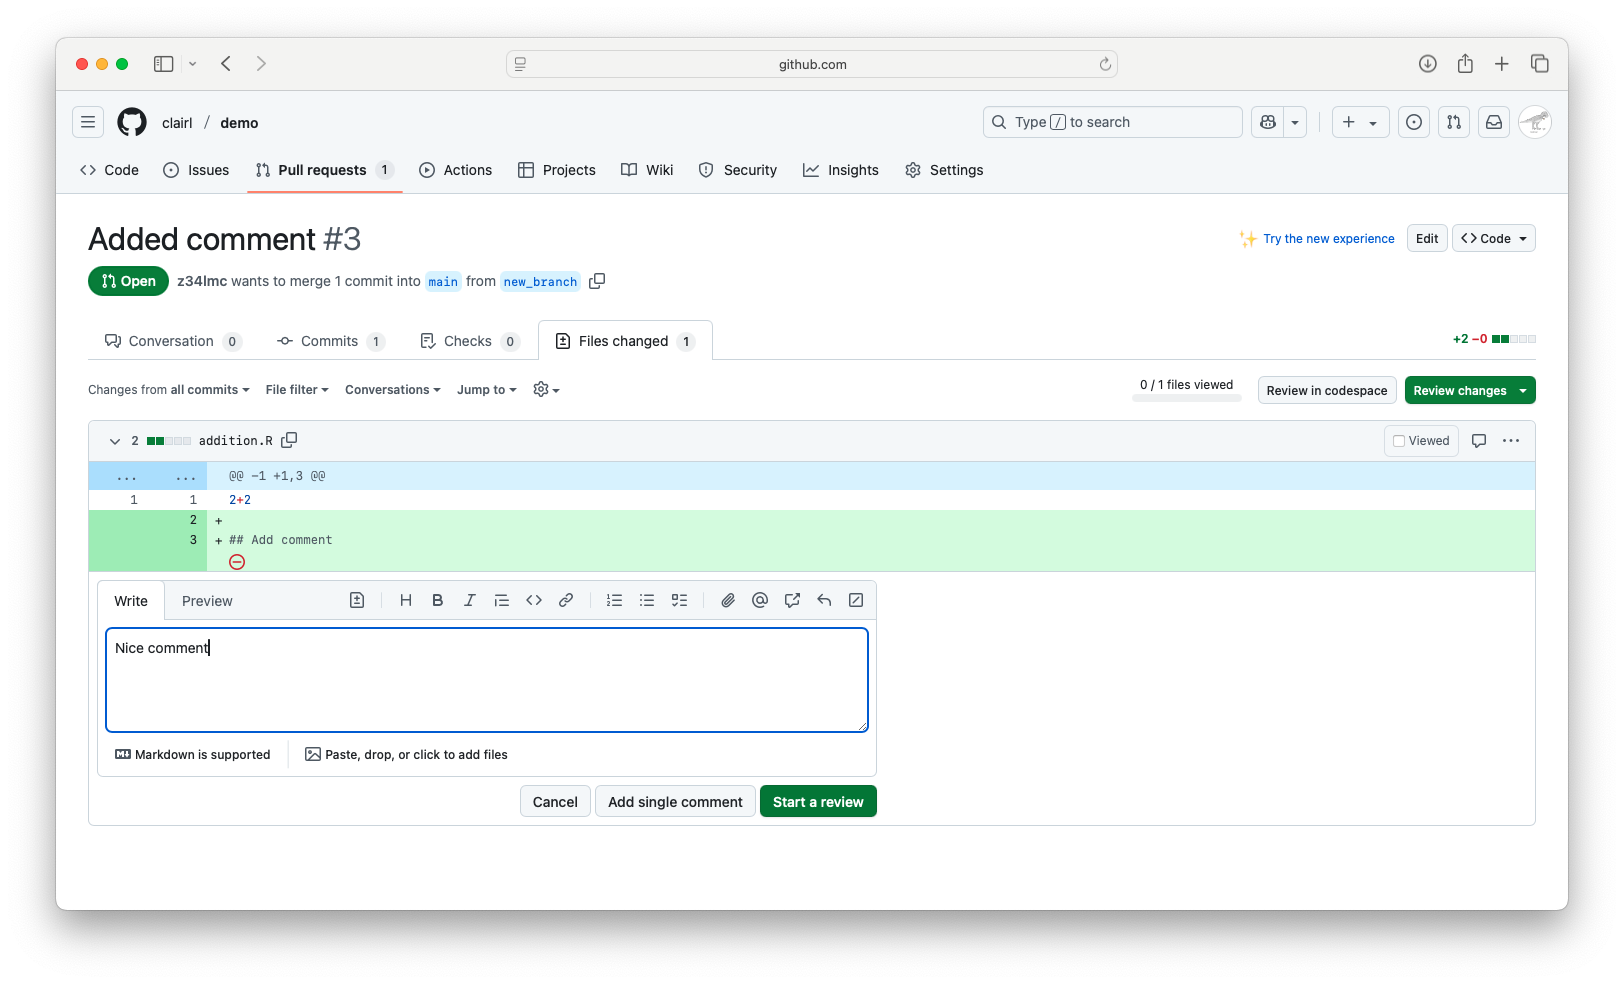 github.com
clairl / demo
Type / to search
Code Issues Pull requests 1 Actions Projects Wiki Security Insights Settings
Added comment #3
Try the new experience Edit Code
Open z34lmc wants to merge 1 commit into main from new_branch
Conversation 0 Commits 1 Checks 0 Files changed 1
+2 −0
Changes from all commits File filter Conversations Jump to
0 / 1 files viewed
Review in codespace Review changes
2 addition.R Viewed
... ... @@ −1 +1,3 @@
1 1 2+2
2 +
3 + ## Add comment
Write Preview
Nice comment
Markdown is supported Paste, drop, or click to add files
Cancel Add single comment Start a review